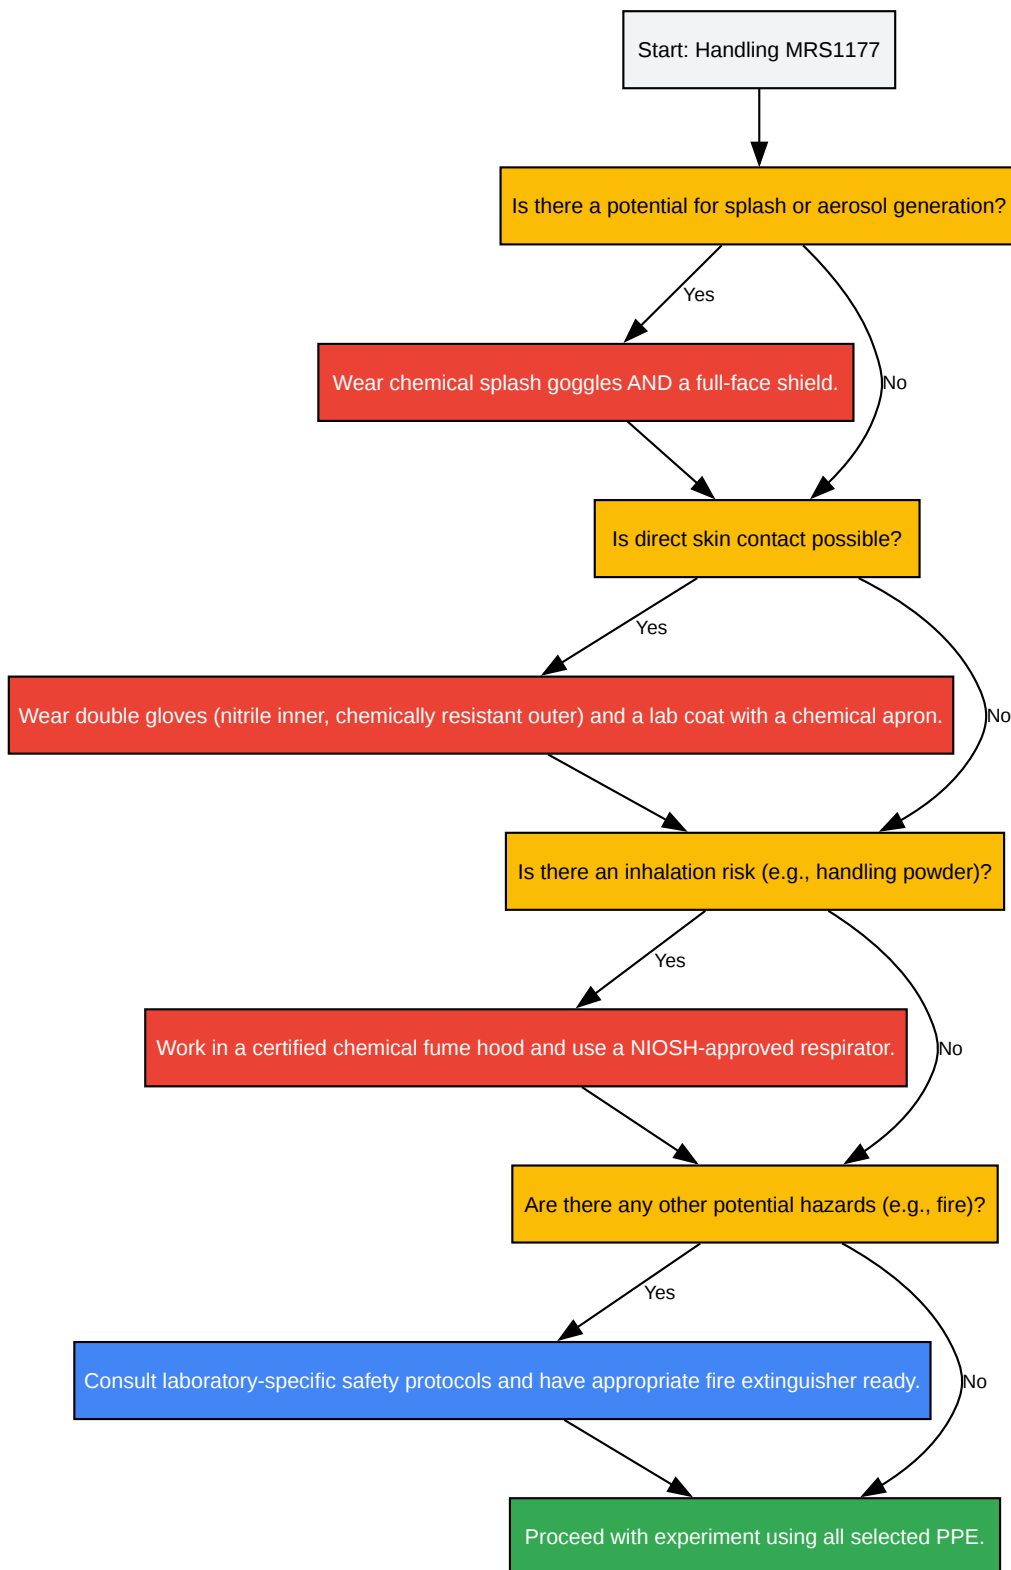 Start: Handling MRS1177
Is there a potential for splash or aerosol generation?
Yes
Wear chemical splash goggles AND a full-face shield.
No
Is direct skin contact possible?
Yes
Wear double gloves (nitrile inner, chemically resistant outer) and a lab coat with a chemical apron.
No
Is there an inhalation risk (e.g., handling powder)?
Yes
Work in a certified chemical fume hood and use a NIOSH-approved respirator.
No
Are there any other potential hazards (e.g., fire)?
Yes
Consult laboratory-specific safety protocols and have appropriate fire extinguisher ready.
No
Proceed with experiment using all selected PPE.